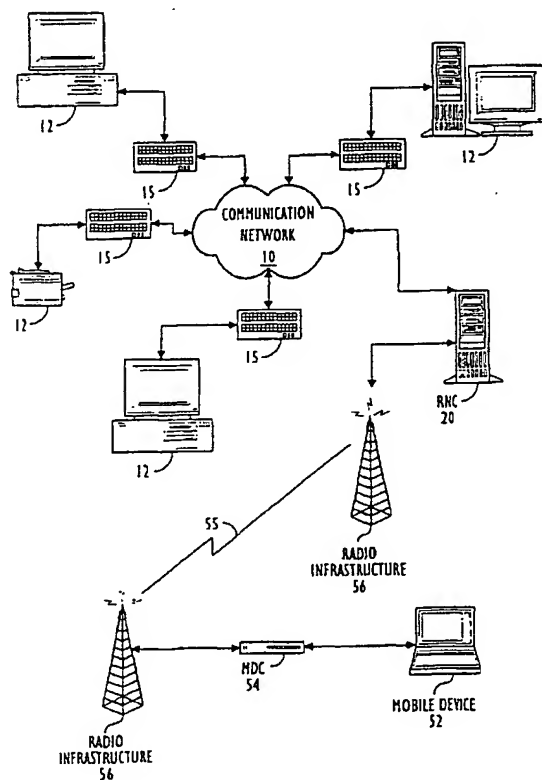 12
15
15
12
COMMUNICATION
NETWORK
10
15
12
15
12
RNC
20
55
RADIO
INFRASTRUCTURE
56
MDC
54
MOBILE DEVICE
52
RADIO
INFRASTRUCTURE
56